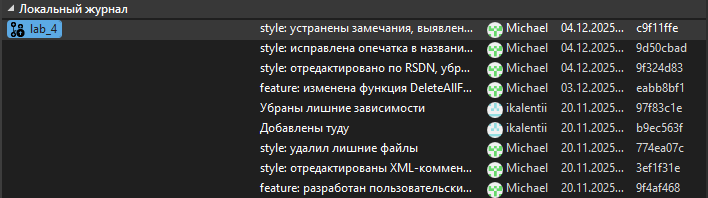 Локальный журнал
lab_4 style: устранены замечания, выявлен... Michael 04.12.2025... c9f11ffe
style: исправлена опечатка в названи... Michael 04.12.2025... 9d50cbad
style: отредактировано по RSDN, убр... Michael 04.12.2025... 9f324d83
feature: изменена функция DeleteAllF... Michael 03.12.2025... eabb8bf1
Убраны лишние зависимости ikalentii 20.11.2025... 97f83c1e
Добавлены туду ikalentii 20.11.2025... b9ec563f
style: удалил лишние файлы Michael 20.11.2025... 774ea07c
style: отредактированы XML-коммен... Michael 20.11.2025... 3ef1f31e
feature: разработан пользовательски... Michael 20.11.2025... 9f4af468